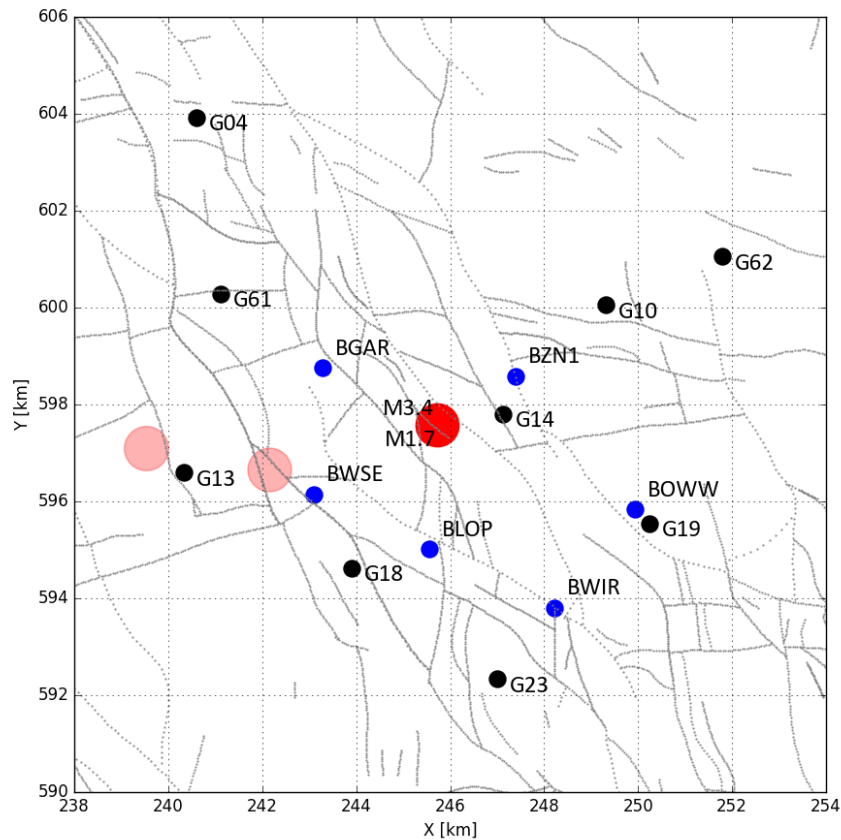 606
604
602
600
598
596
594
592
590
Y [km]
G04
G62
G61
G10
BGAR
BZN1
M3.4
G14
M1.7
G13
BWSE
BOWW
BLOP
G19
G18
BWIR
G23
238
240
242
244
246
248
250
252
254
X [km]